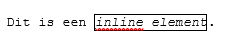 Dit is een inline element.